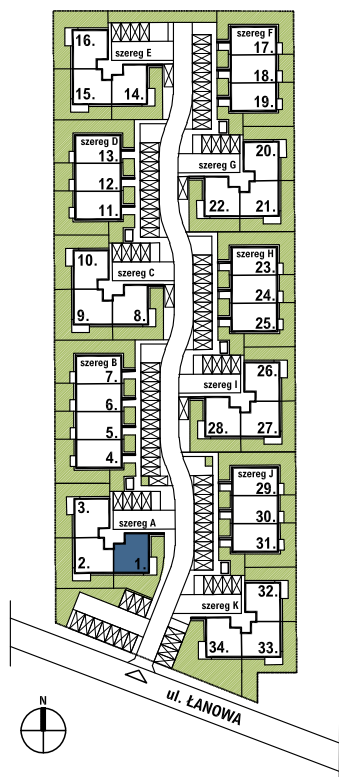 16.
szereg E
15.
14.
szereg F
17.
18.
19.
szereg D
13.
12.
11.
20.
szereg G
22.
21.
10.
szereg C
9.
8.
szereg H
23.
24.
25.
szereg B
7.
6.
5.
4.
26.
szereg I
28.
27.
3.
szereg A
2.
1.
szereg J
29.
30.
31.
32.
szereg K
34.
33.
ul. ŁANOWA
N